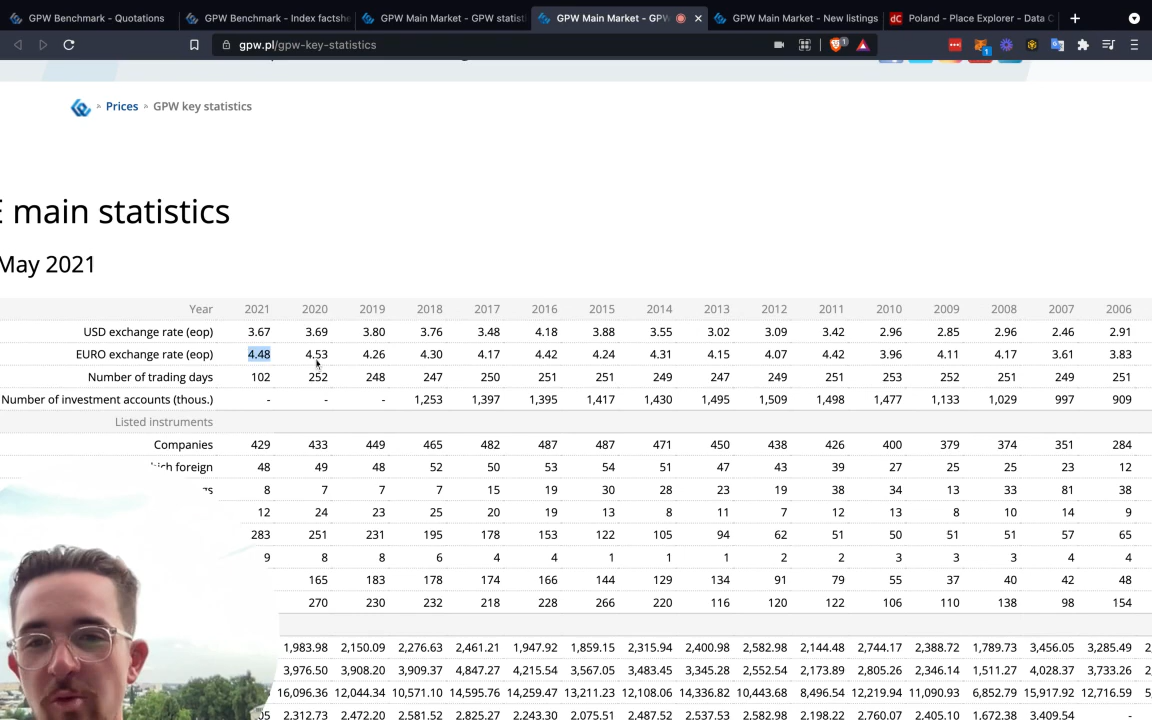 GPW Benchmark - Quotations
GPW Benchmark - Index factshe
GPW Main Market - GPW statisti
GPW Main Market - GPW
GPW Main Market - New listings
dC Poland - Place Explorer - Data C
gpw.pl/gpw-key-statistics
1
1
Prices » GPW key statistics
main statistics
May 2021
Year 2021 2020 2019 2018 2017 2016 2015 2014 2013 2012 2011 2010 2009 2008 2007 2006
USD exchange rate (eop) 3.67 3.69 3.80 3.76 3.48 4.18 3.88 3.55 3.02 3.09 3.42 2.96 2.85 2.96 2.46 2.91
EURO exchange rate (eop) 4.48 4.53 4.26 4.30 4.17 4.42 4.24 4.31 4.15 4.07 4.42 3.96 4.11 4.17 3.61 3.83
Number of trading days 102 252 248 247 250 251 251 249 247 249 251 253 252 251 249 251
Number of investment accounts (thous.) - - - 1,253 1,397 1,395 1,417 1,430 1,495 1,509 1,498 1,477 1,133 1,029 997 909
Listed instruments
Companies 429 433 449 465 482 487 487 471 450 438 426 400 379 374 351 284
foreign 48 49 48 52 50 53 54 51 47 43 39 27 25 25 23 12
8 7 7 7 15 19 30 28 23 19 38 34 13 33 81 38
12 24 23 25 20 19 13 8 11 7 12 13 8 10 14 9
283 251 231 195 178 153 122 105 94 62 51 50 51 51 57 65
9 8 8 6 4 4 1 1 1 2 2 3 3 3 4 4
165 183 178 174 166 144 129 134 91 79 55 37 40 42 48
270 230 232 218 228 266 220 116 120 122 106 110 138 98 154
1,983.98 2,150.09 2,276.63 2,461.21 1,947.92 1,859.15 2,315.94 2,400.98 2,582.98 2,144.48 2,744.17 2,388.72 1,789.73 3,456.05 3,285.49 2,
3,976.50 3,908.20 3,909.37 4,847.27 4,215.54 3,567.05 3,483.45 3,345.28 2,552.54 2,173.89 2,805.26 2,346.14 1,511.27 4,028.37 3,733.26 2
16,096.36 12,044.34 10,571.10 14,595.76 14,259.47 13,211.23 12,108.06 14,336.82 10,443.68 8,496.54 12,219.94 11,090.93 6,852.79 15,917.92 12,716.59 5
05 2,312.73 2,472.20 2,581.52 2,825.27 2,243.30 2,075.51 2,487.52 2,537.53 2,582.98 2,198.22 2,760.07 2,405.10 1,672.38 3,409.54 -